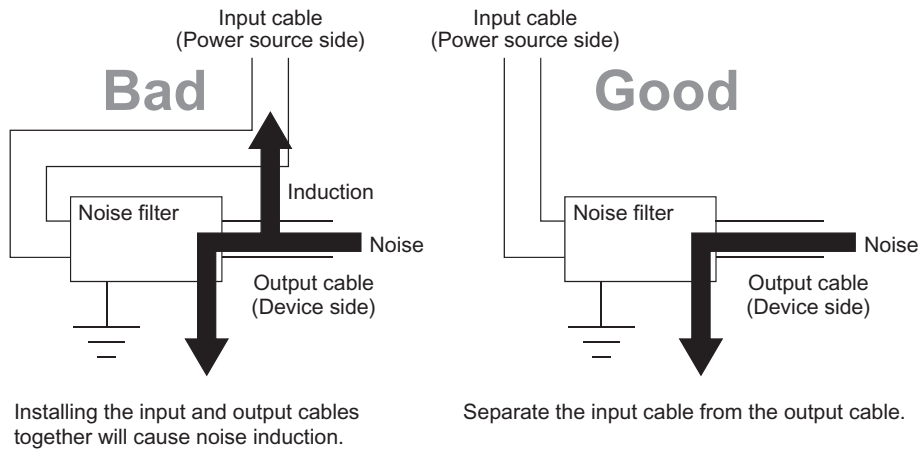 Input cable
(Power source side)
Bad
Induction
Noise filter
Noise
Output cable
(Device side)
Installing the input and output cables
together will cause noise induction.
Input cable
(Power source side)
Good
Noise filter
Noise
Output cable
(Device side)
Separate the input cable from the output cable.